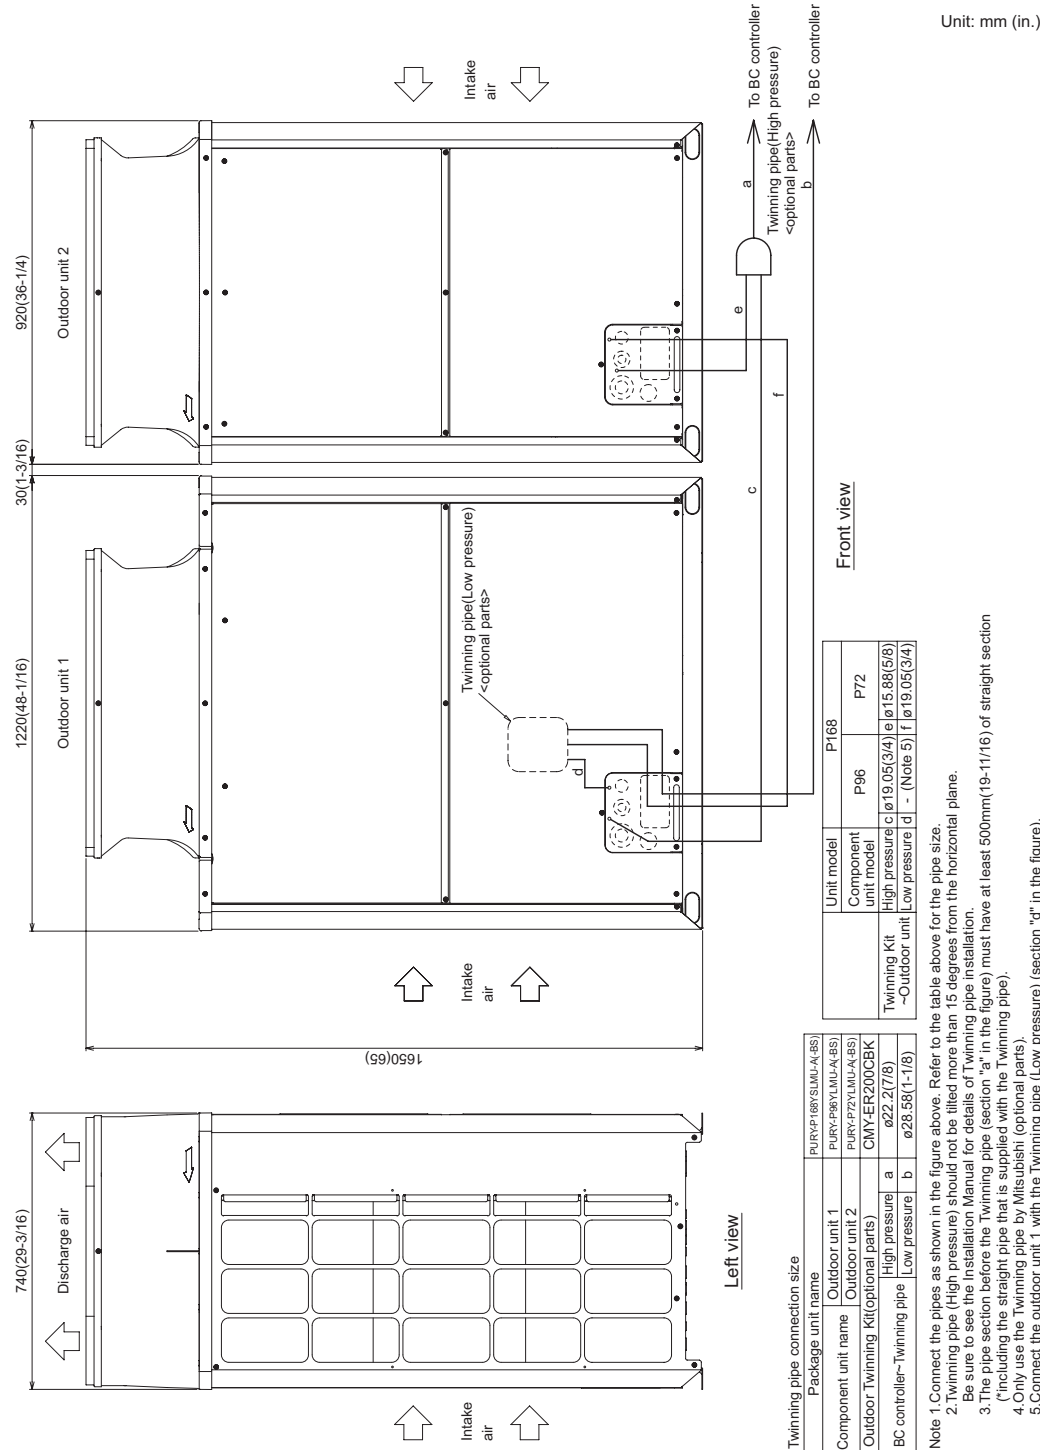 Unit: mm (in.)
740(29-3/16)
Discharge air
Intake
air
Left view
1650(65)
1220(48-1/16)
30(1-3/16)
920(36-1/4)
Outdoor unit 1
Outdoor unit 2
Intake
air
Intake
air
Twinning pipe(Low pressure)
<optional parts>
d
c
e
f
a
b
To BC controller
Twinning pipe(High pressure)
<optional parts>
To BC controller
Front view
Twinning pipe connection size
Package unit name PURY-P168YSLMU-A(-BS)
Component unit name Outdoor unit 1 PURY-P96YLMU-A(-BS)
Outdoor unit 2 PURY-P72YLMU-A(-BS)
Outdoor Twinning Kit(optional parts) CMY-ER200CBK
BC controller~Twinning pipe High pressure a ø22.2(7/8)
Low pressure b ø28.58(1-1/8)
Unit model P168
Component
unit model P96 P72
Twinning Kit
~Outdoor unit High pressure c ø19.05(3/4) e ø15.88(5/8)
Low pressure d - (Note 5) f ø19.05(3/4)
Note 1.Connect the pipes as shown in the figure above. Refer to the table above for the pipe size.
2.Twinning pipe (High pressure) should not be tilted more than 15 degrees from the horizontal plane.
Be sure to see the Installation Manual for details of Twinning pipe installation.
3.The pipe section before the Twinning pipe (section "a" in the figure) must have at least 500mm(19-11/16) of straight section
(*including the straight pipe that is supplied with the Twinning pipe).
4.Only use the Twinning pipe by Mitsubishi (optional parts).
5.Connect the outdoor unit 1 with the Twinning pipe (Low pressure) (section "d" in the figure).